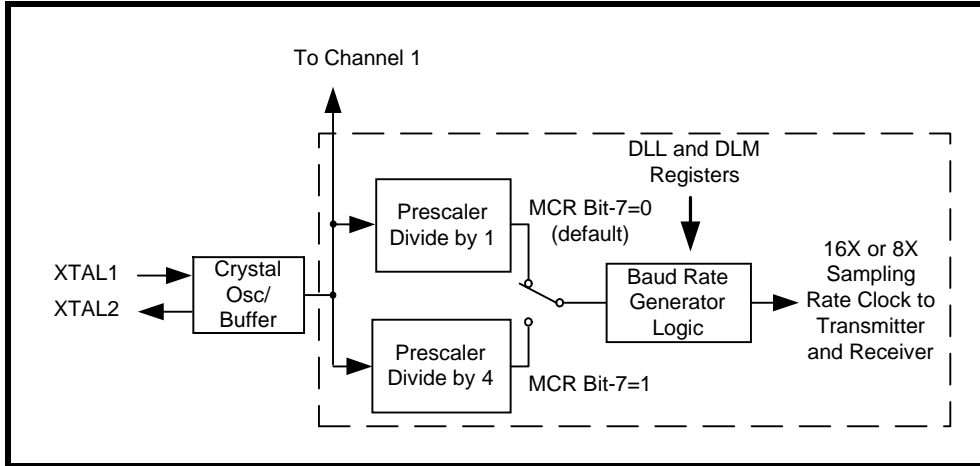 To Channel 1
DLL and DLM
Registers
Prescaler
Divide by 1
MCR Bit-7=0
(default)
16X or 8X
Sampling
Rate Clock to
Transmitter
and Receiver
XTAL1
XTAL2
Crystal
Osc/
Buffer
Baud Rate
Generator
Logic
Prescaler
Divide by 4
MCR Bit-7=1